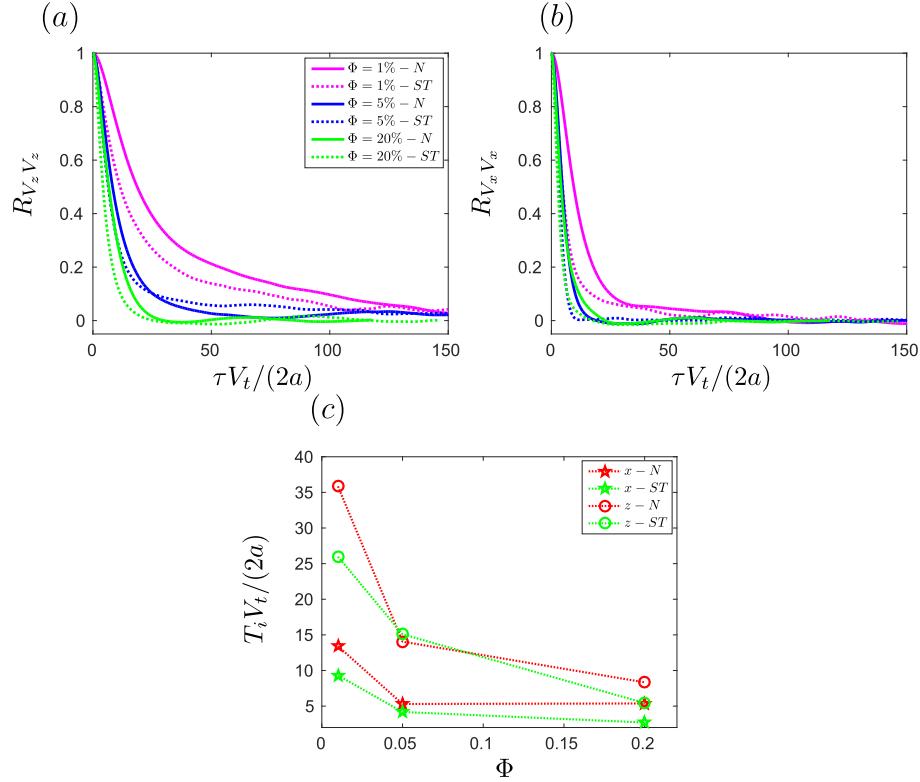 (a)
1
0.8
0.6
0.4
0.2
0
R_{V_z V_z}
0 50 100 150
τV_t/(2a)
Φ = 1% − N
Φ = 1% − ST
Φ = 5% − N
Φ = 5% − ST
Φ = 20% − N
Φ = 20% − ST
(b)
1
0.8
0.6
0.4
0.2
0
R_{V_x V_x}
0 50 100 150
τV_t/(2a)
(c)
40
35
30
25
20
15
10
5
T_i V_t/(2a)
0 0.05 0.1 0.15 0.2
Φ
x − N
x − ST
z − N
z − ST